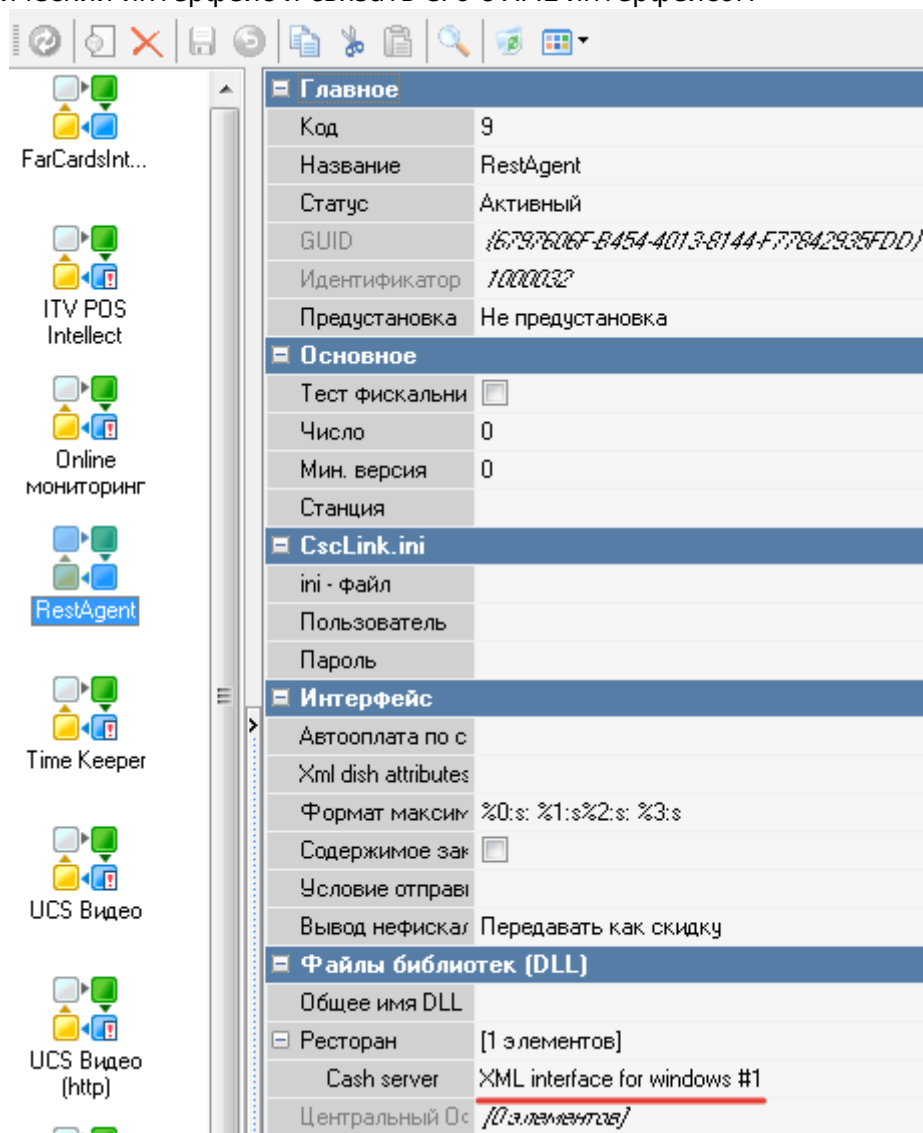 FarCardsInt...
ITV POS
Intellect
Online
мониторинг
RestAgent
Time Keeper
UCS Видео
UCS Видео
(http)
Главное
Код 9
Название RestAgent
Статус Активный
GUID {6797606F-B454-4013-8144-F77842935FDD}
Идентификатор 1000032
Предустановка Не предустановка
Основное
Тест фискальни
Число 0
Мин. версия 0
Станция
CscLink.ini
ini - файл
Пользователь
Пароль
Интерфейс
Автооплата по с
Xml dish attributes
Формат максим %0:s: %1:s%2:s: %3:s
Содержимое зак
Условие отправи
Вывод нефискал Передавать как скидку
Файлы библиотек (DLL)
Общее имя DLL
Ресторан [1 элементов]
Cash server XML interface for windows #1
Центральный Ос [0 элементов]